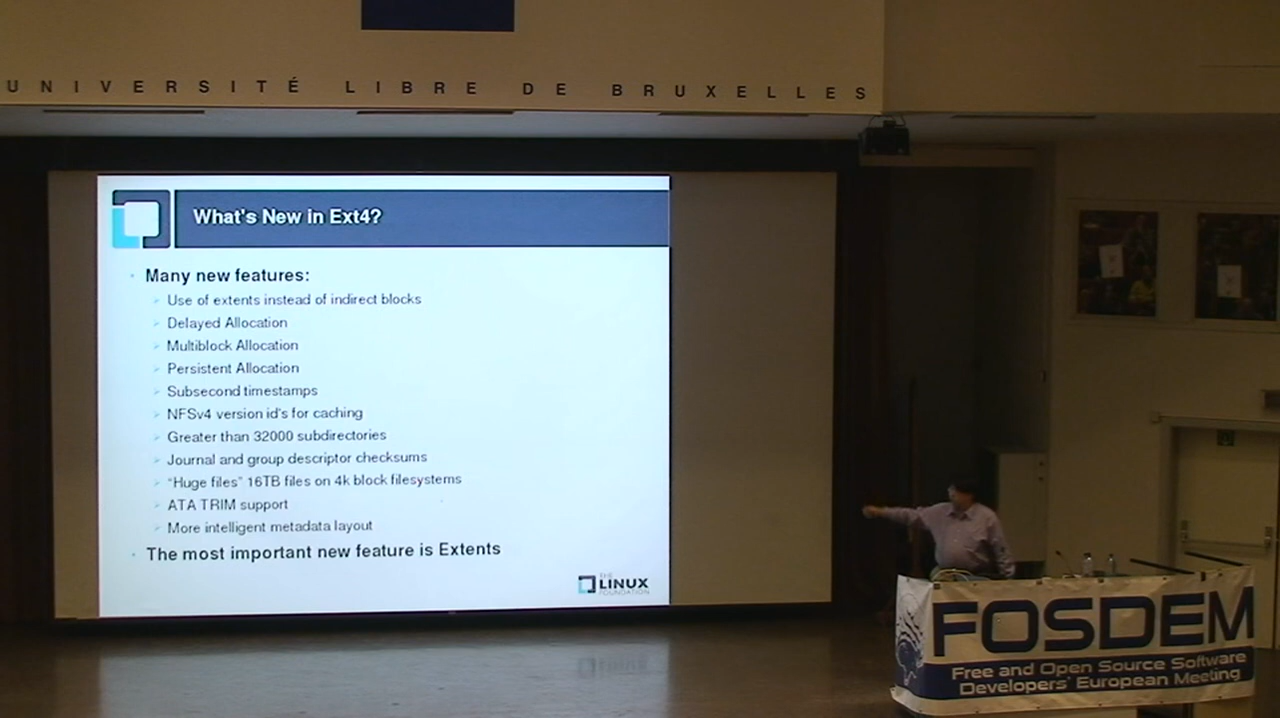 UNIVERSITÉ LIBRE DE BRUXELLES
What's New in Ext4?
Many new features:
Use of extents instead of indirect blocks
Delayed Allocation
Multiblock Allocation
Persistent Allocation
Subsecond timestamps
NFSv4 version id's for caching
Greater than 32000 subdirectories
Journal and group descriptor checksums
"Huge files" 16TB files on 4k block filesystems
ATA TRIM support
More intelligent metadata layout
The most important new feature is Extents
THE
LINUX
FOUNDATION
FOSDEM
Free and Open Source Software
Developers' European Meeting